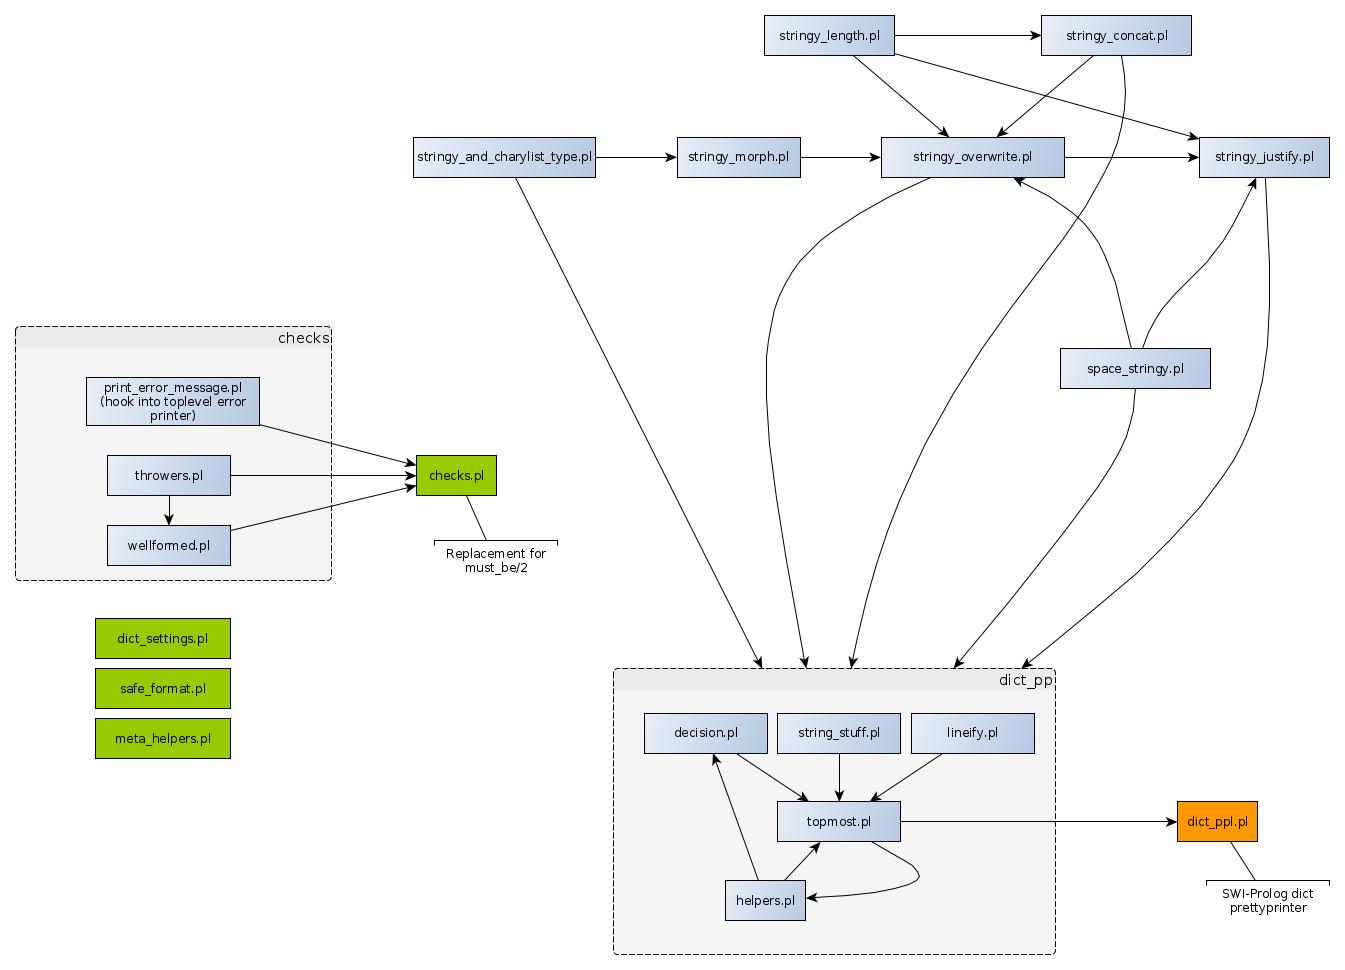 stringy_length.pl
stringy_concat.pl
stringy_and_charylist_type.pl
stringy_morph.pl
stringy_overwrite.pl
stringy_justify.pl
space_stringy.pl
checks
print_error_message.pl
(hook into toplevel error
printer)
throwers.pl
checks.pl
wellformed.pl
Replacement for
must_be/2
dict_settings.pl
safe_format.pl
meta_helpers.pl
dict_pp
decision.pl
string_stuff.pl
lineify.pl
topmost.pl
dict_ppl.pl
helpers.pl
SWI-Prolog dict
prettyprinter